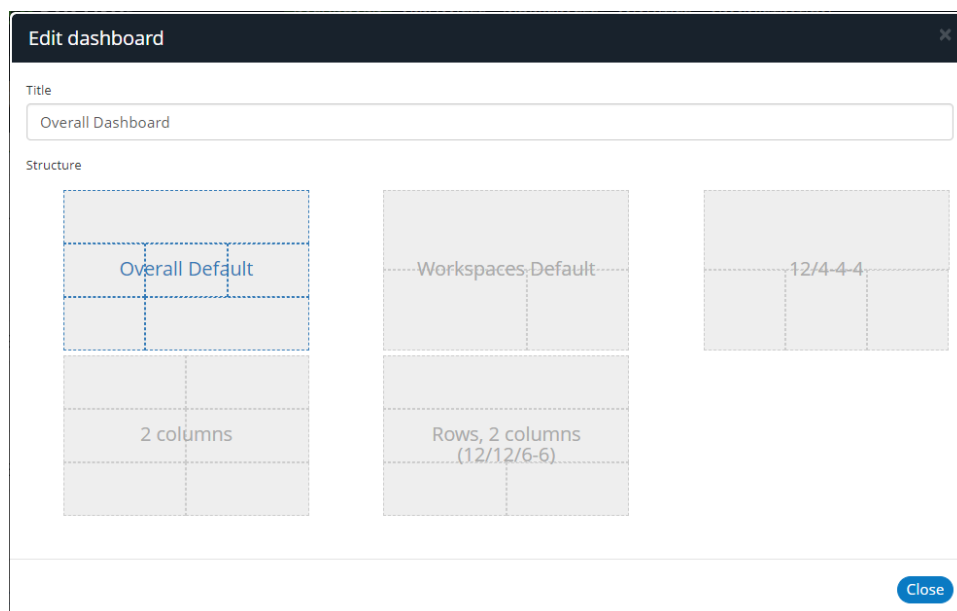 Edit dashboard
×
Title
Overall Dashboard
Structure
Overall Default
Workspaces Default
12/4-4-4
2 columns
Rows, 2 columns
(12/12/6-6)
Close